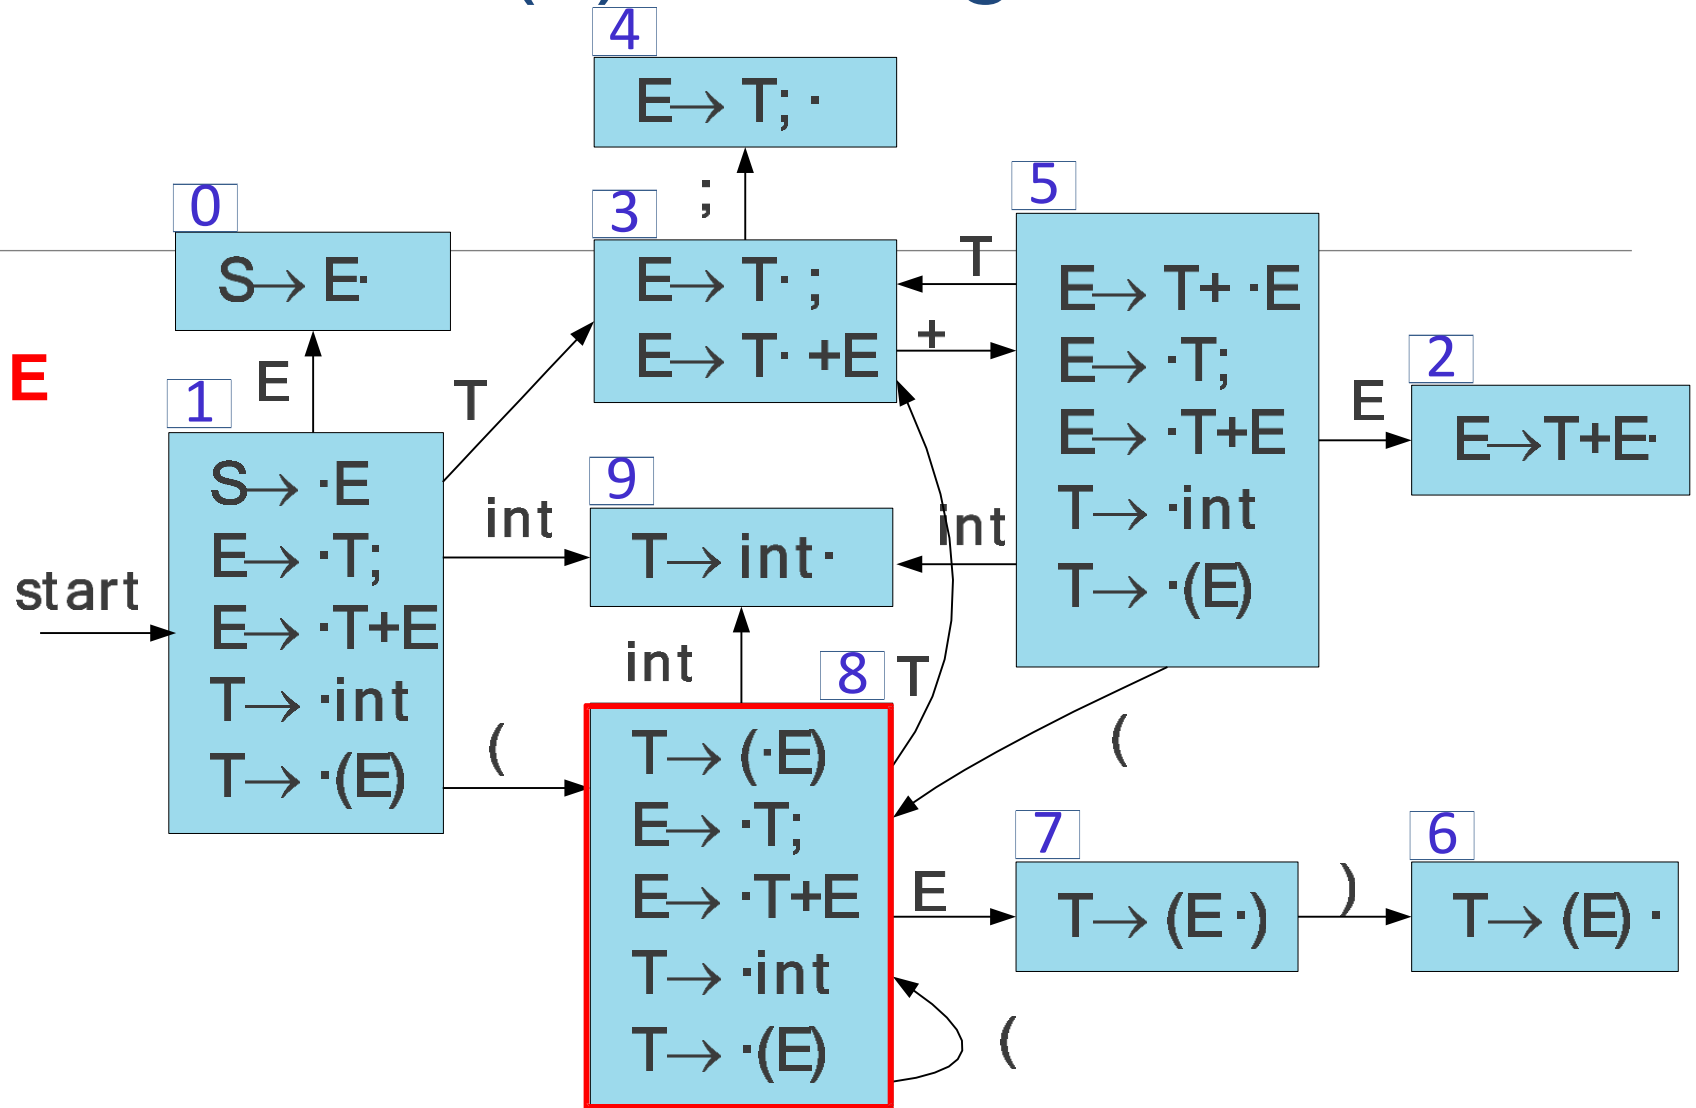 4
E→ T; ·
;
0
S→ E·
3
E→ T· ;
E→ T· +E
T
+
5
E→ T+ ·E
E→ ·T;
E→ ·T+E
T→ ·int
T→ ·(E)
E
2
E→T+E·
E
1
E
T
S→ ·E
E→ ·T;
E→ ·T+E
T→ ·int
T→ ·(E)
start
int
(
9
T→ int ·
int
int
8
T
T→ (·E)
E→ ·T;
E→ ·T+E
T→ ·int
T→ ·(E)
(
(
E
7
T→ (E ·)
)
6
T→ (E) ·